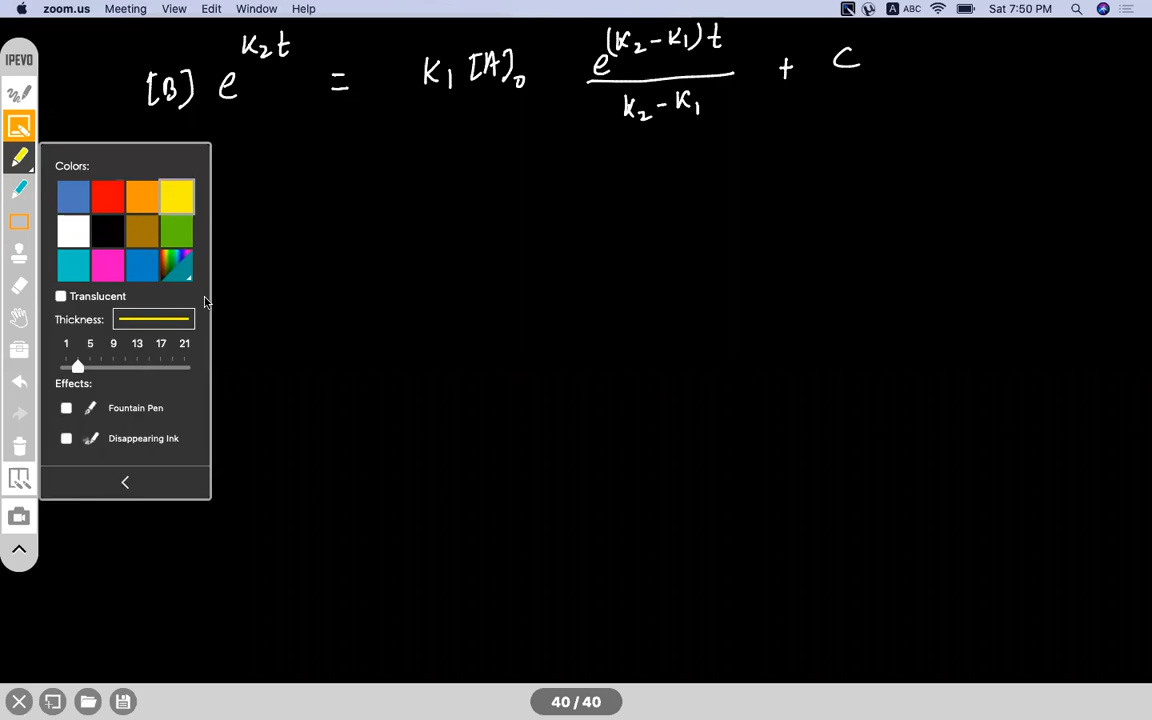 zoom.us Meeting View Edit Window Help A ABC Sat 7:50 PM
IPEVO
[B] e^{K₂t} = K₁ [A]₀ \frac{e^{(K₂-K₁)t}}{K₂-K₁} + C
Colors:
Translucent
Thickness:
1 5 9 13 17 21
Effects:
Fountain Pen
Disappearing Ink
40 / 40